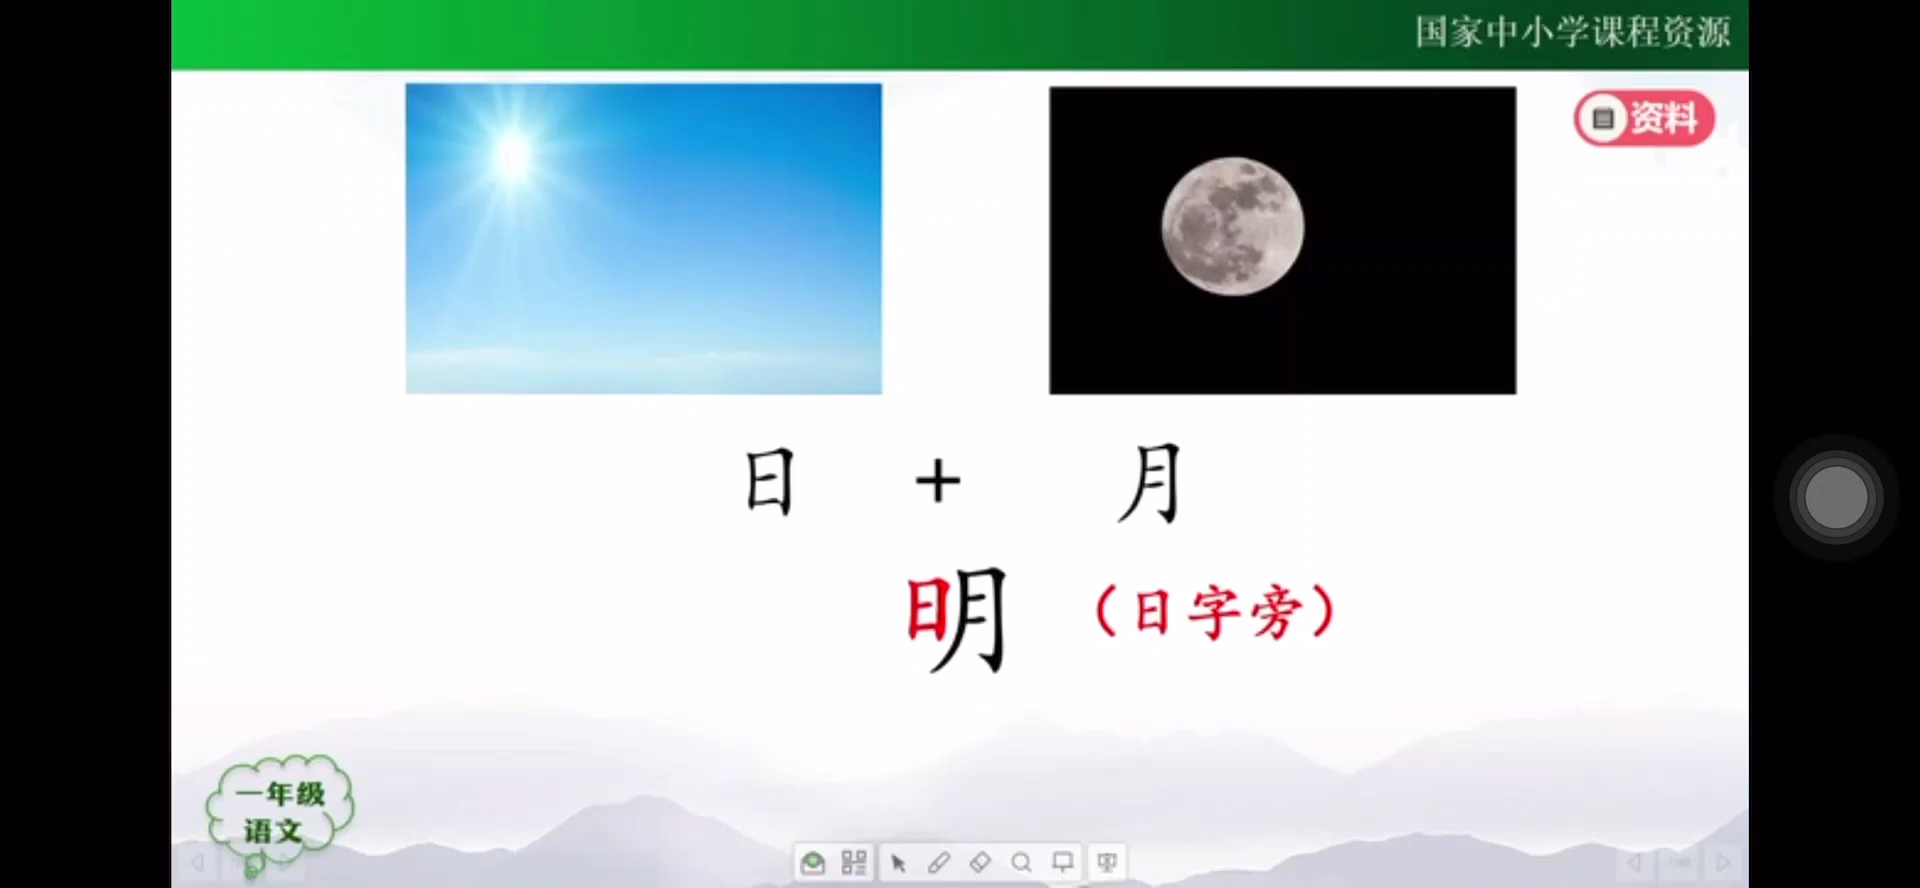 国家中小学课程资源
资料
日 + 月
明 （日字旁）
一年级
语文